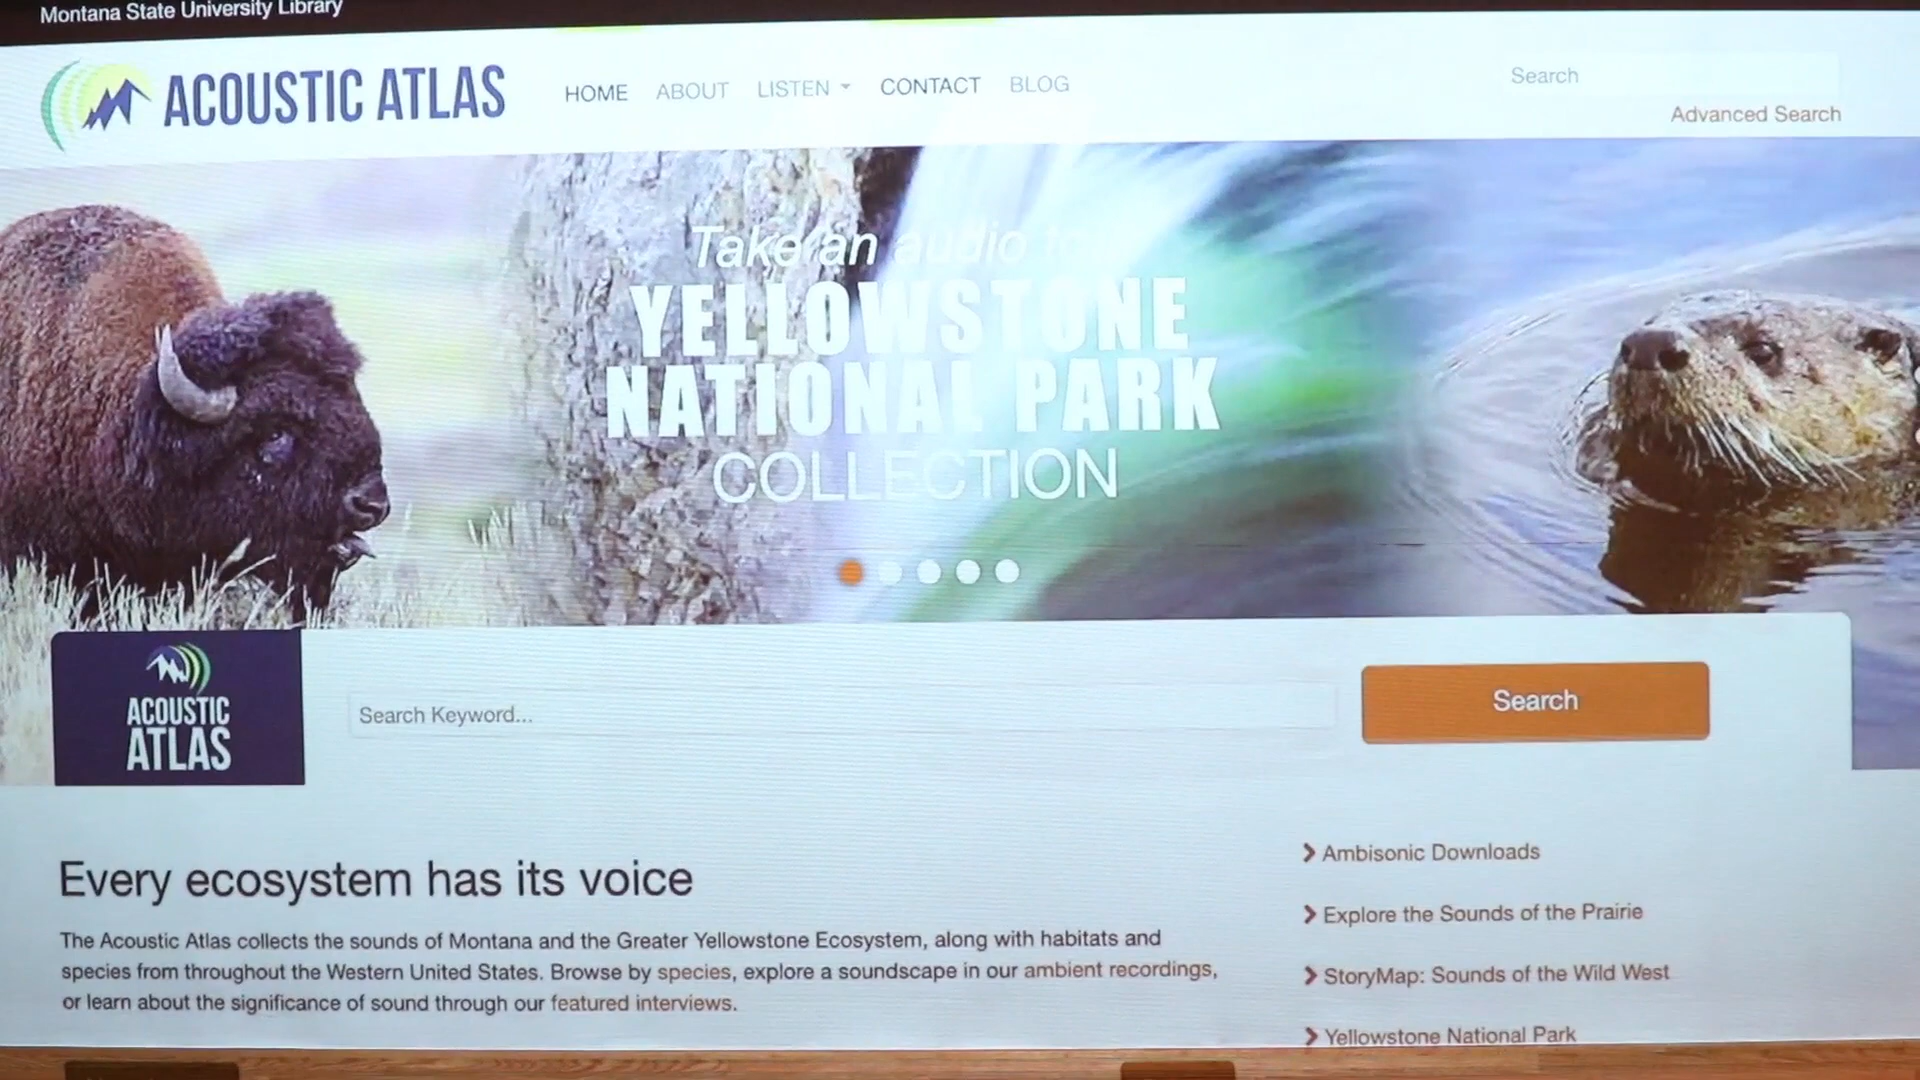 Montana State University Library
ACOUSTIC ATLAS
HOME ABOUT LISTEN CONTACT BLOG
Search
Advanced Search
Take an audio
YELLOWSTONE
NATIONAL PARK
COLLECTION
ACOUSTIC
ATLAS
Search Keyword...
Search
Every ecosystem has its voice
The Acoustic Atlas collects the sounds of Montana and the Greater Yellowstone Ecosystem, along with habitats and
species from throughout the Western United States. Browse by species, explore a soundscape in our ambient recordings,
or learn about the significance of sound through our featured interviews.
Ambisonic Downloads
Explore the Sounds of the Prairie
StoryMap: Sounds of the Wild West
Yellowstone National Park